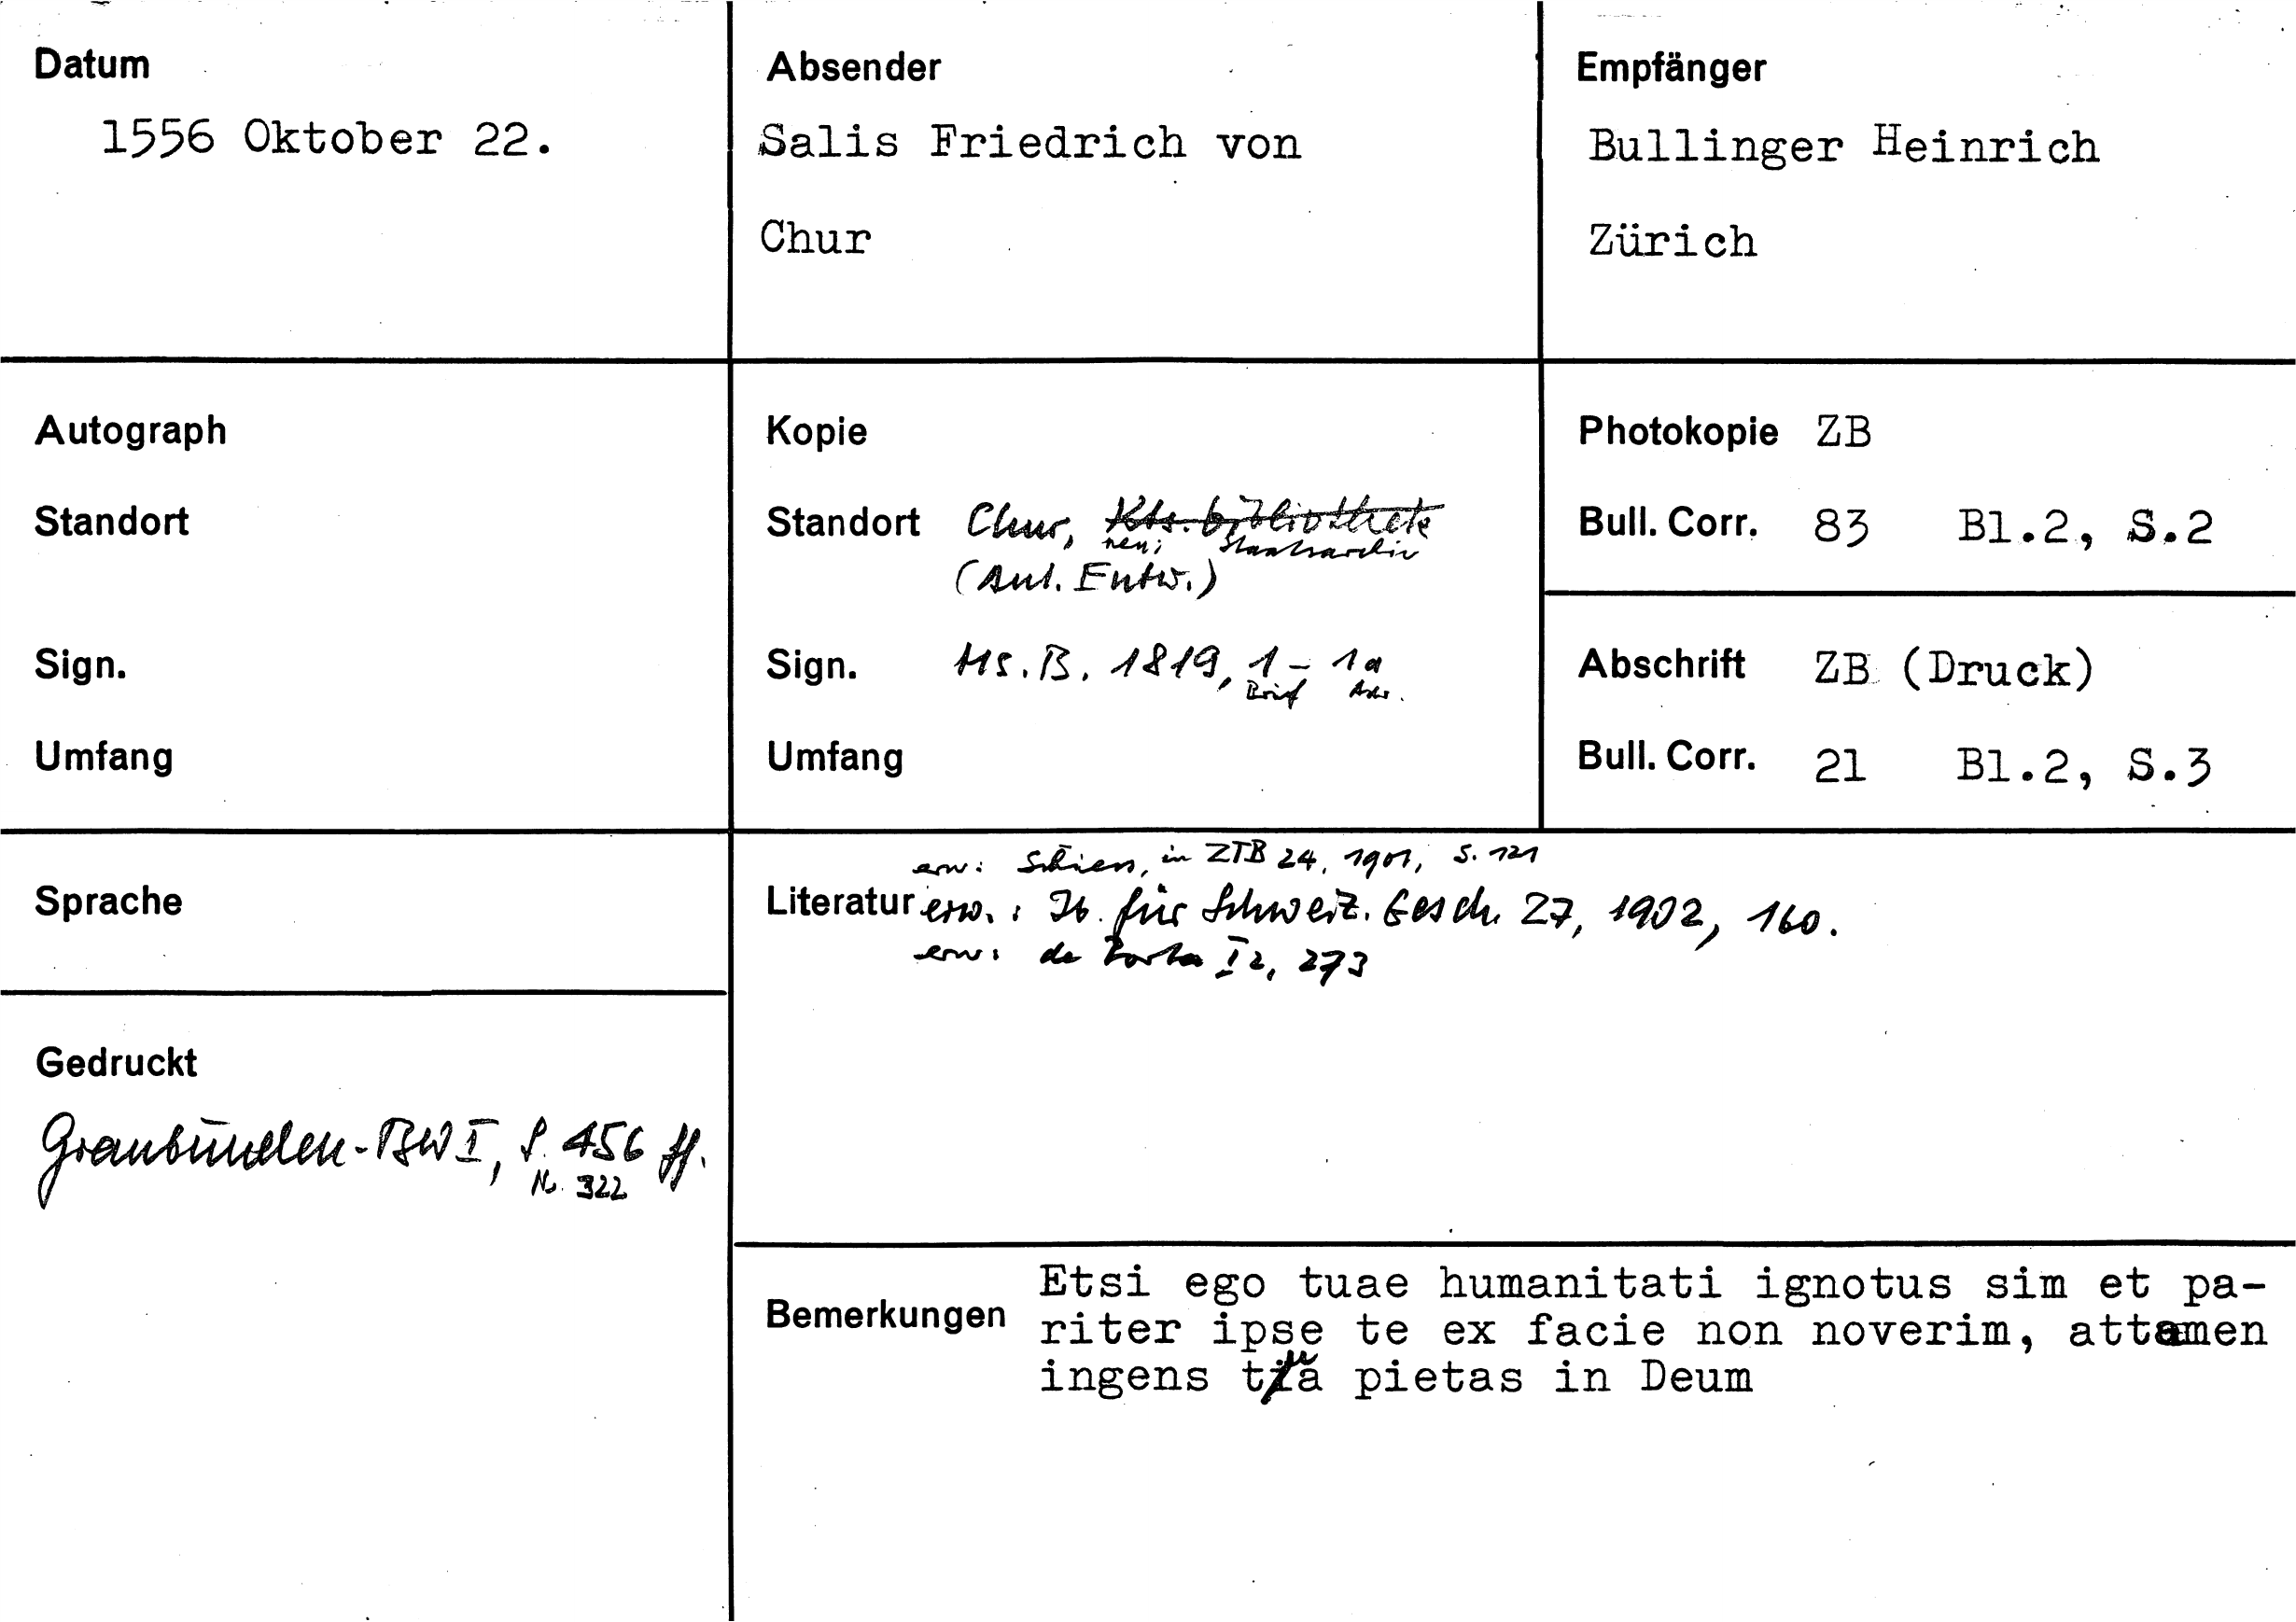 Datum
1556 Oktober 22.
Absender
Salis Friedrich von
Chur
Empfänger
Bullinger Heinrich
Zürich
Autograph
Standort
Sign.
Umfang
Kopie
Standort Chur, Kts.bibliothek
neu: Staatsarchiv
(Aut. Entw.)
Sign. Ms. B. 1819, 1 - 1a
Brief Adr.
Umfang
Photokopie ZB
Bull. Corr. 83 Bl.2, S.2
Abschrift ZB (Druck)
Bull. Corr. 21 Bl.2, S.3
Sprache
Gedruckt
Graubünden-BW I, S. 456 ff.
Nr. 322
erw: Schiess, in ZTB 24, 1901, S. 121
Literatur erw.: Jb. für Schweiz. Gesch. 27, 1902, 160.
erw: de Porta I 2, 273
Bemerkungen
Etsi ego tuae humanitati ignotus sim et pa-
riter ipse te ex facie non noverim, attamen
ingens tua pietas in Deum